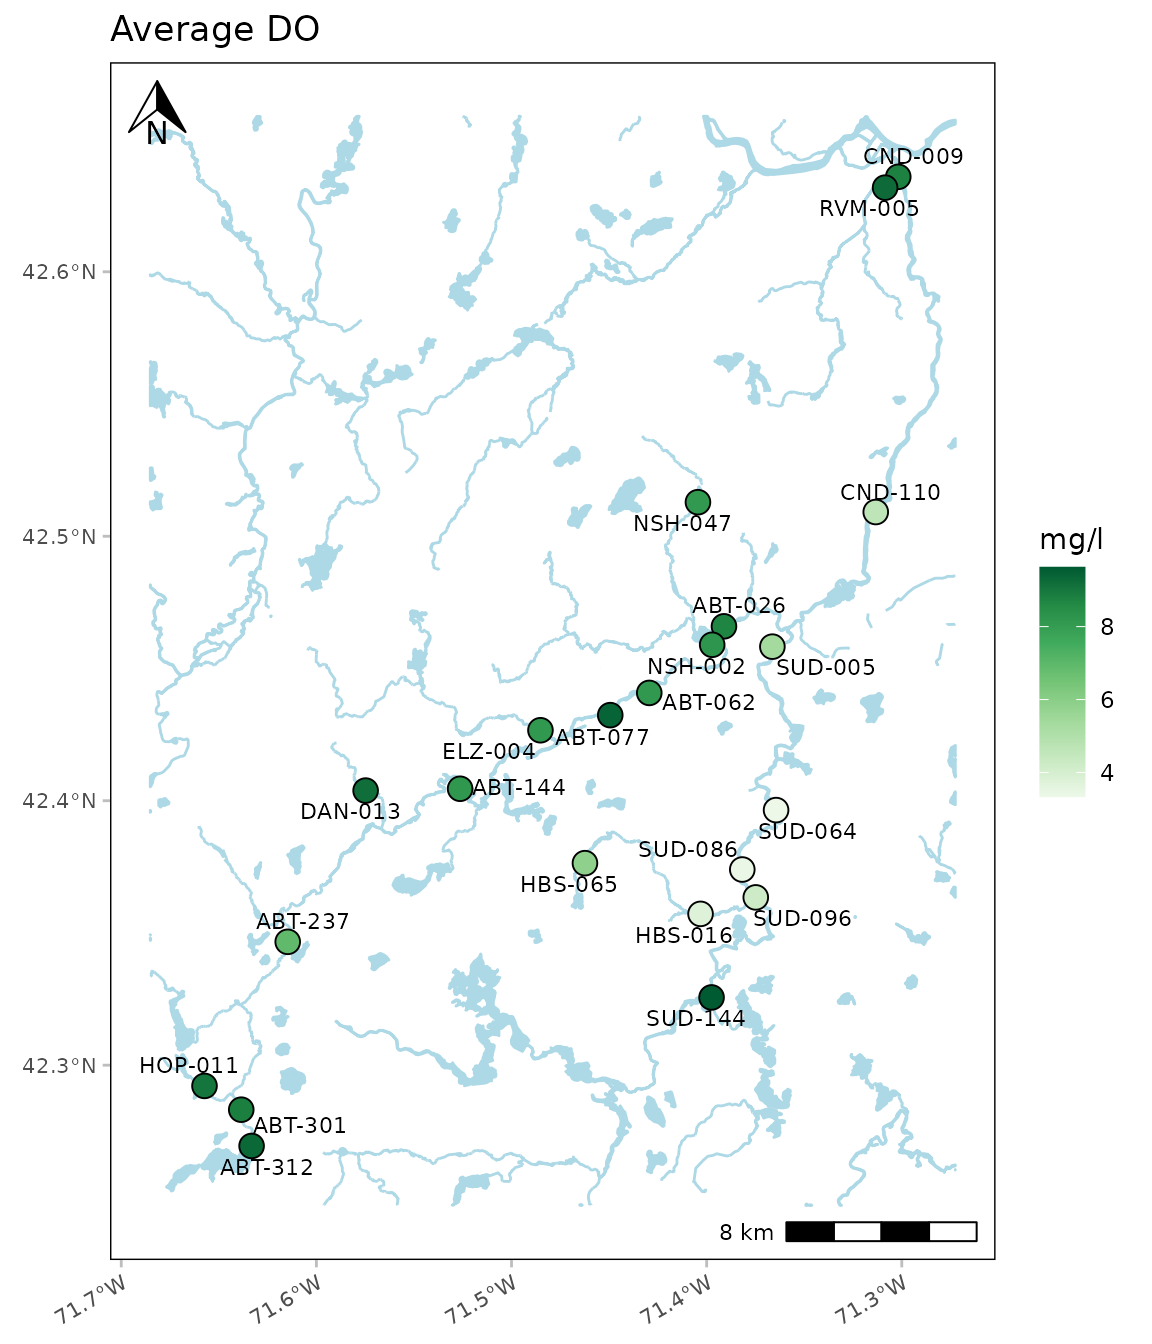 Average DO
N
CND-009
RVM-005
42.6°N
CND-110
NSH-047
42.5°N
mg/l
ABT-026
8
NSH-002
SUD-005
ABT-062
6
ABT-077
ELZ-004
4
ABT-144
42.4°N
DAN-013
SUD-064
SUD-086
HBS-065
SUD-096
ABT-237
HBS-016
SUD-144
HOP-011
42.3°N
ABT-301
ABT-312
8 km
71.7°W
71.6°W
71.5°W
71.4°W
71.3°W